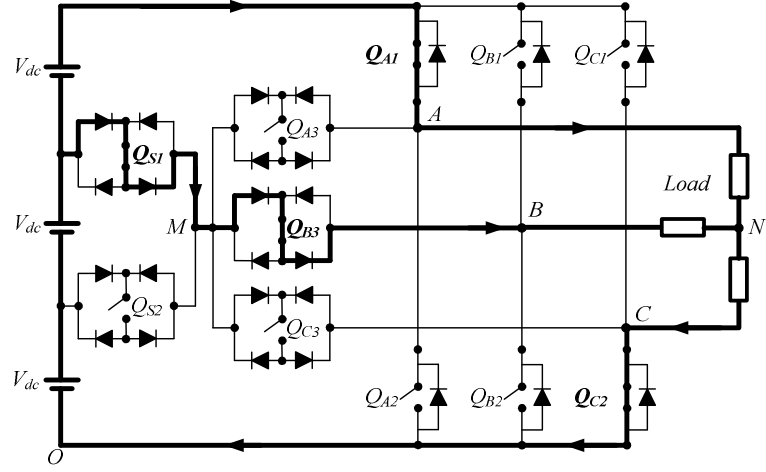 V_dc
Q_A1
Q_B1
Q_C1
Q_A3
A
Q_S1
Load
V_dc
M
Q_B3
B
N
Q_S2
Q_C3
C
V_dc
Q_A2
Q_B2
Q_C2
O